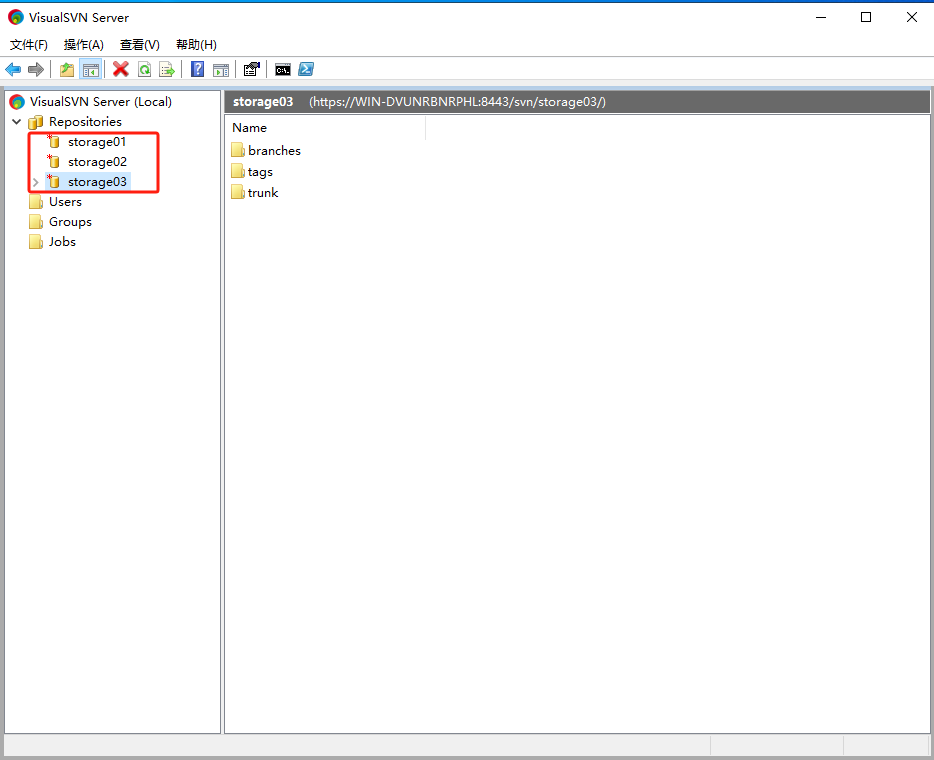 VisualSVN Server
文件(F) 操作(A) 查看(V) 帮助(H)
VisualSVN Server (Local)
Repositories
storage01
storage02
storage03
Users
Groups
Jobs
storage03 (https://WIN-DVUNRBNRPHL:8443/svn/storage03/)
Name
branches
tags
trunk